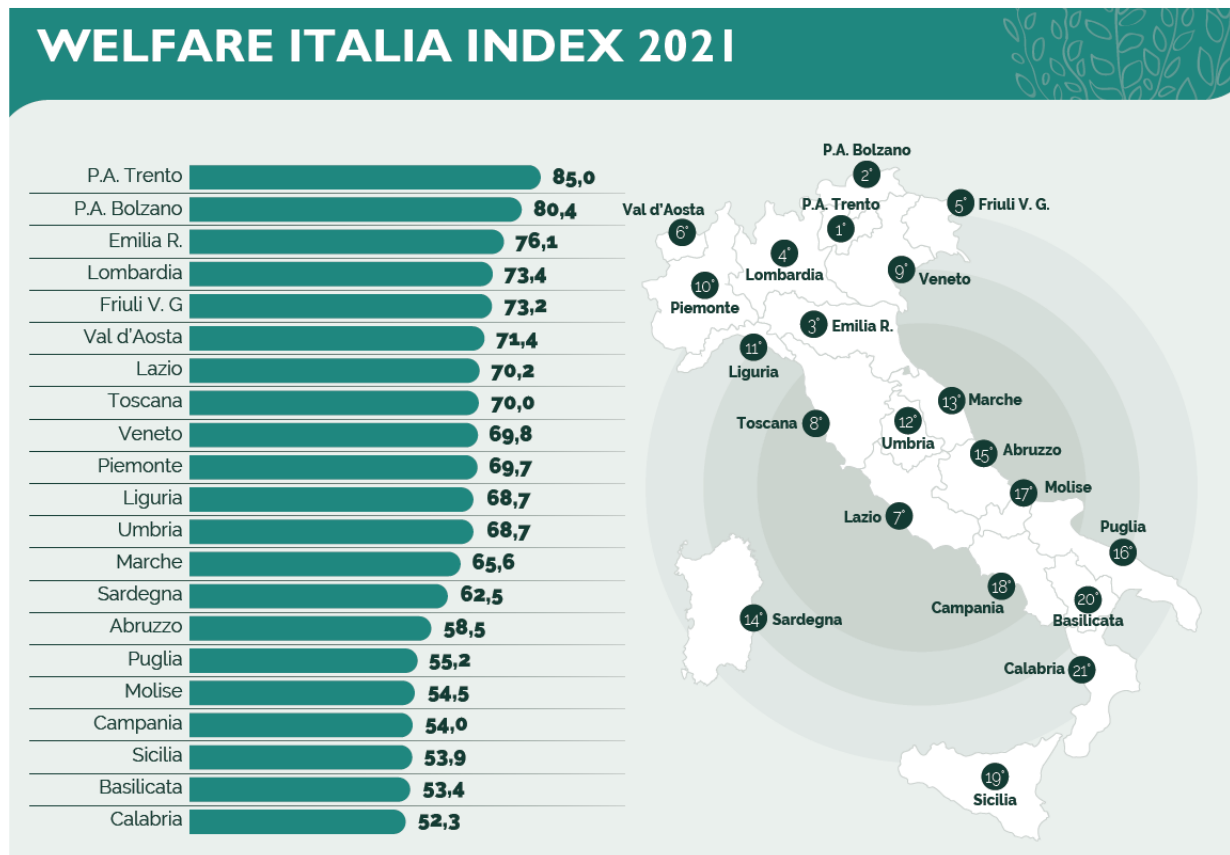 WELFARE ITALIA INDEX 2021
P.A. Trento 85,0
P.A. Bolzano 80,4
Emilia R. 76,1
Lombardia 73,4
Friuli V. G 73,2
Val d'Aosta 71,4
Lazio 70,2
Toscana 70,0
Veneto 69,8
Piemonte 69,7
Liguria 68,7
Umbria 68,7
Marche 65,6
Sardegna 62,5
Abruzzo 58,5
Puglia 55,2
Molise 54,5
Campania 54,0
Sicilia 53,9
Basilicata 53,4
Calabria 52,3
P.A. Bolzano
2°
Val d'Aosta
6°
P.A. Trento
1°
5° Friuli V. G.
4°
Lombardia
9° Veneto
10°
Piemonte
3° Emilia R.
11°
Liguria
13° Marche
Toscana 8°
12°
Umbria
15° Abruzzo
17° Molise
Lazio 7°
Puglia
16°
18°
Campania
20°
Basilicata
14° Sardegna
Calabria 21°
19°
Sicilia